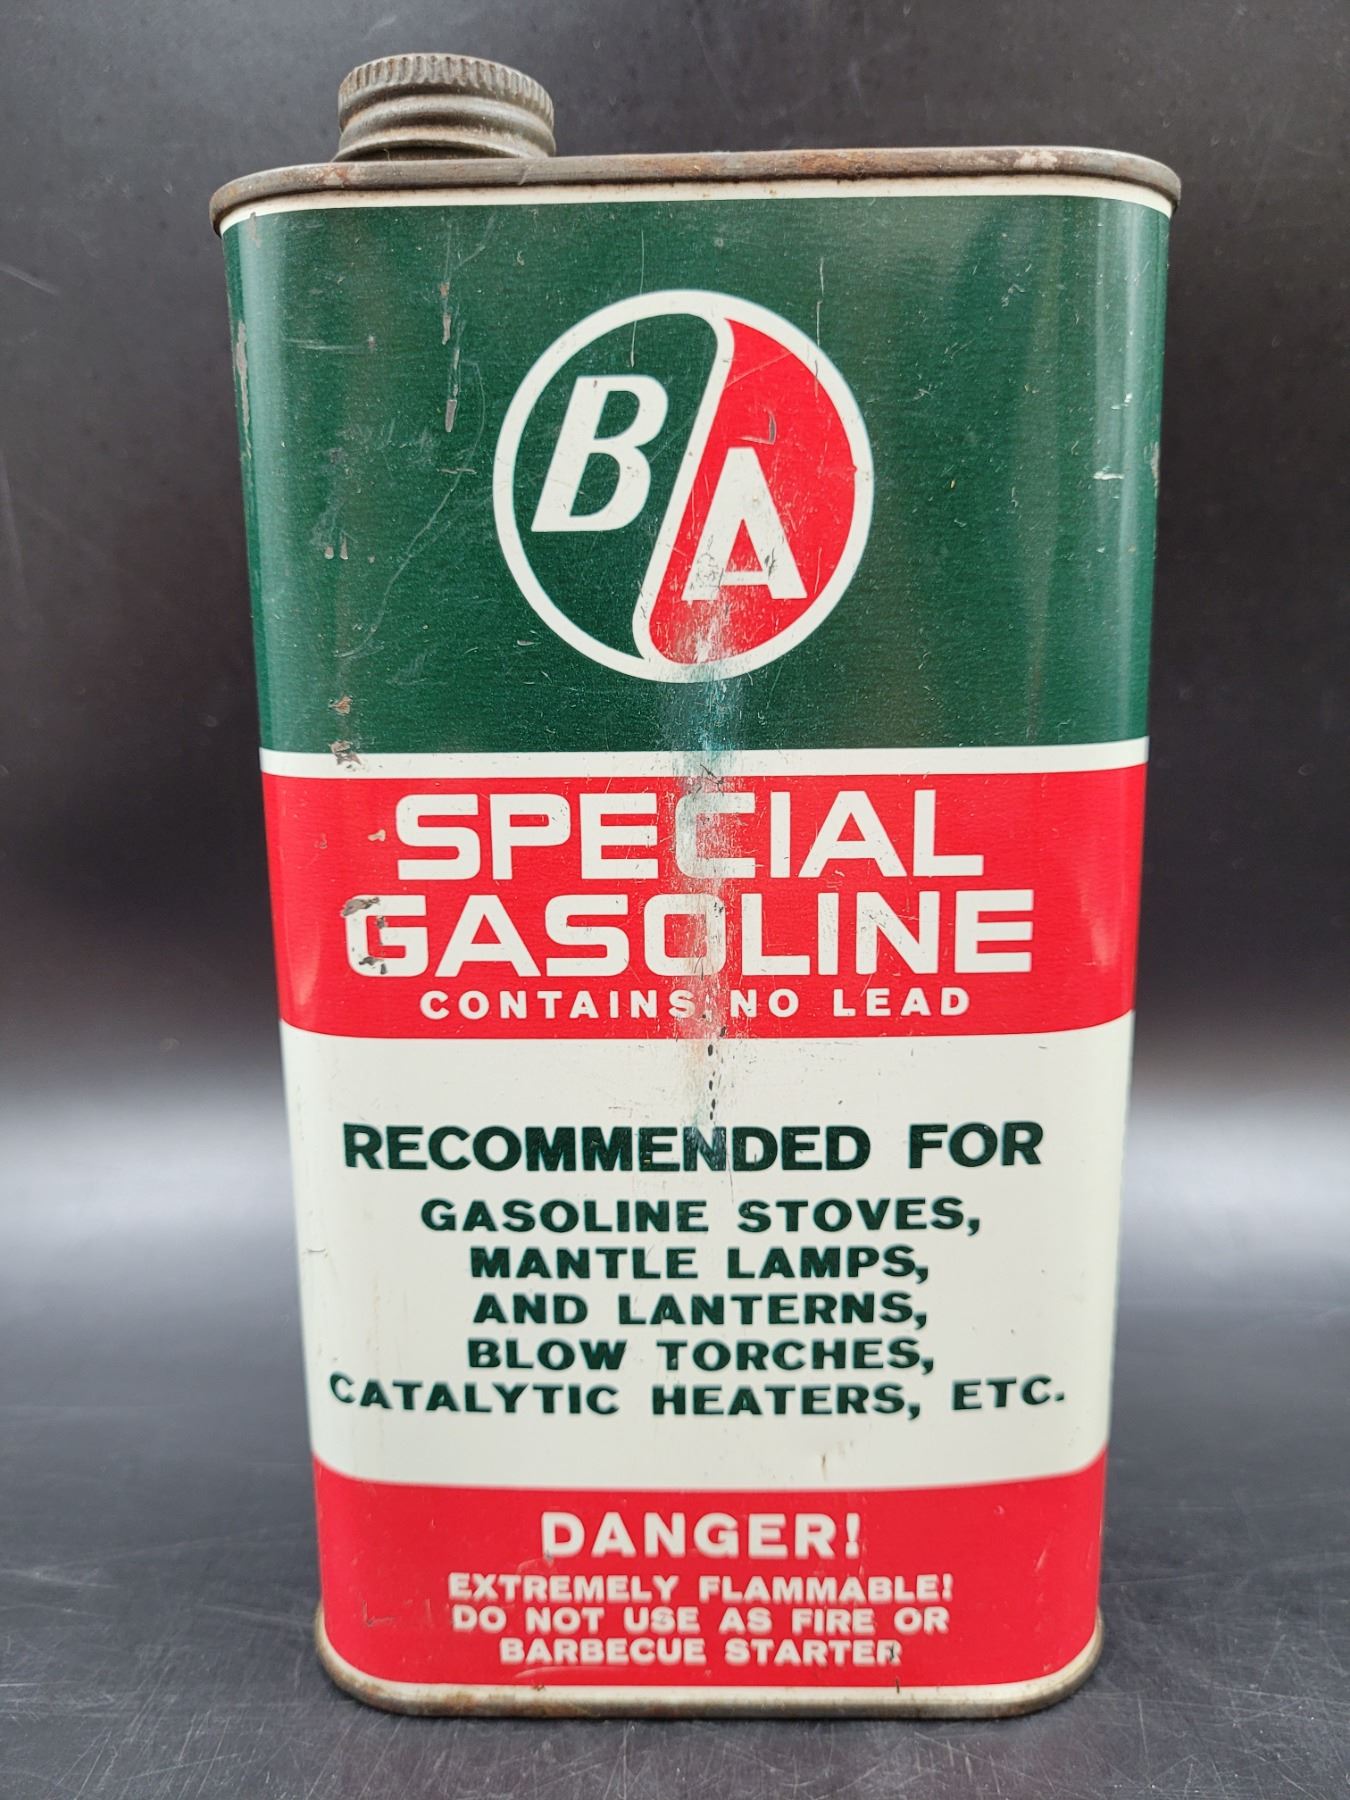 B
A
SPECIAL
GASOLINE
CONTAINS NO LEAD
RECOMMENDED FOR
GASOLINE STOVES,
MANTLE LAMPS,
AND LANTERNS,
BLOW TORCHES,
CATALYTIC HEATERS, ETC.
DANGER!
EXTREMELY FLAMMABLE!
DO NOT USE AS FIRE OR
BARBECUE STARTER